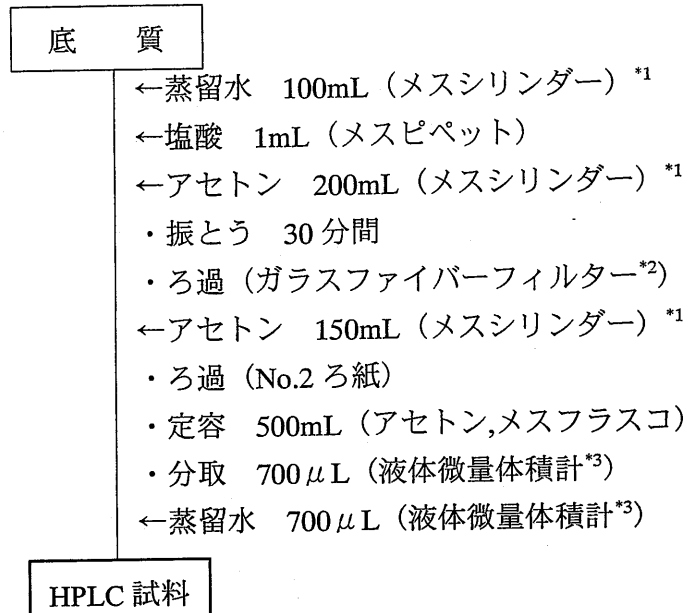 底 質
←蒸留水 100mL（メスシリンダー）*1
←塩酸 1mL（メスピペット）
←アセトン 200mL（メスシリンダー）*1
・振とう 30分間
・ろ過（ガラスファイバーフィルター*2）
←アセトン 150mL（メスシリンダー）*1
・ろ過（No.2ろ紙）
・定容 500mL（アセトン,メスフラスコ）
・分取 700μL（液体微量体積計*3）
←蒸留水 700μL（液体微量体積計*3）
HPLC試料